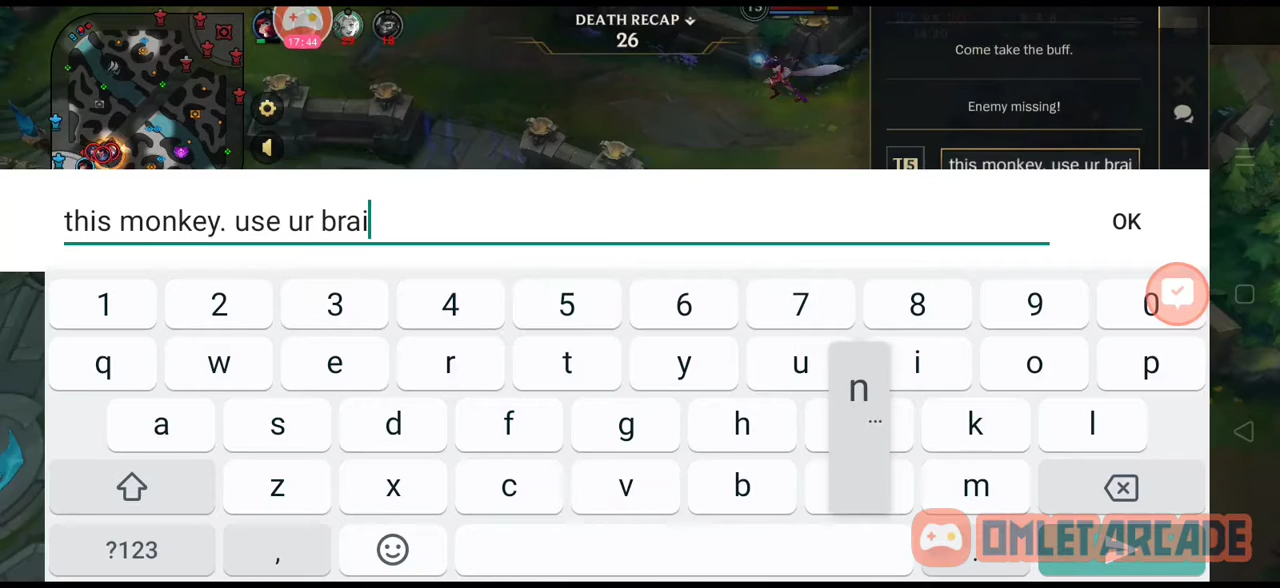 17:44
DEATH RECAP
26
Come take the buff.
Enemy missing!
this monkey. use ur brai
this monkey. use ur brai
OK
1 2 3 4 5 6 7 8 9 0
q w e r t y u i o p
a s d f g h k l
n
...
z x c v b m
?123 , .
OMLET ARCADE